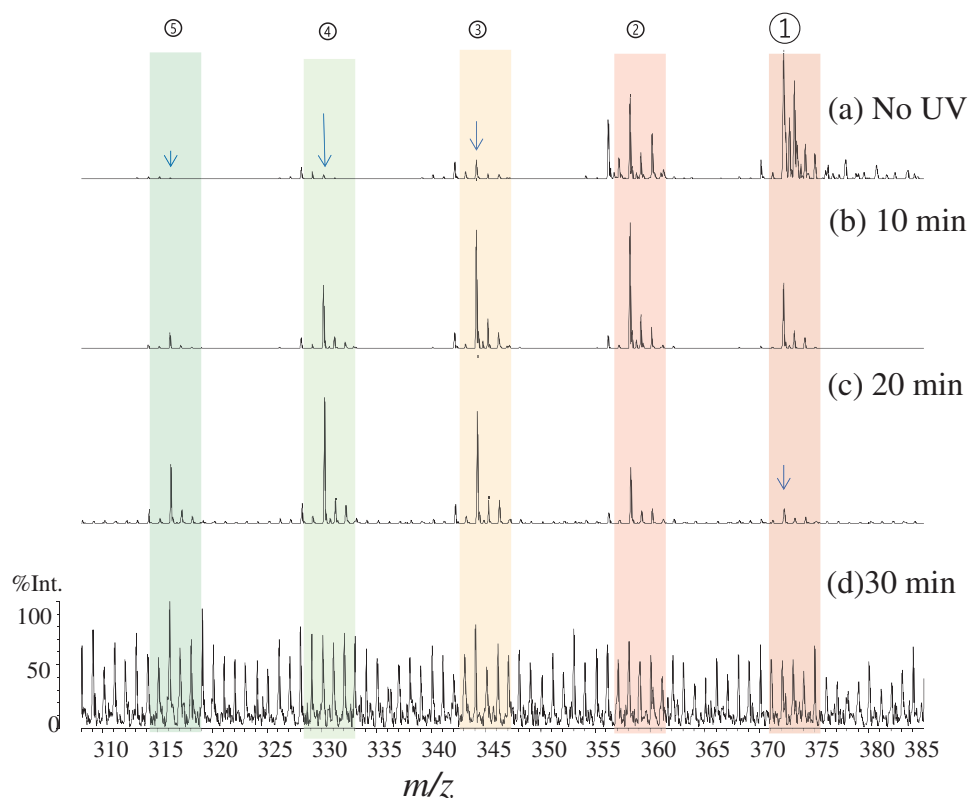 ⑤ ④ ③ ② ①
(a) No UV
(b) 10 min
(c) 20 min
(d)30 min
%Int.
100
50
0
310 315 320 325 330 335 340 345 350 355 360 365 370 375 380 385
m/z